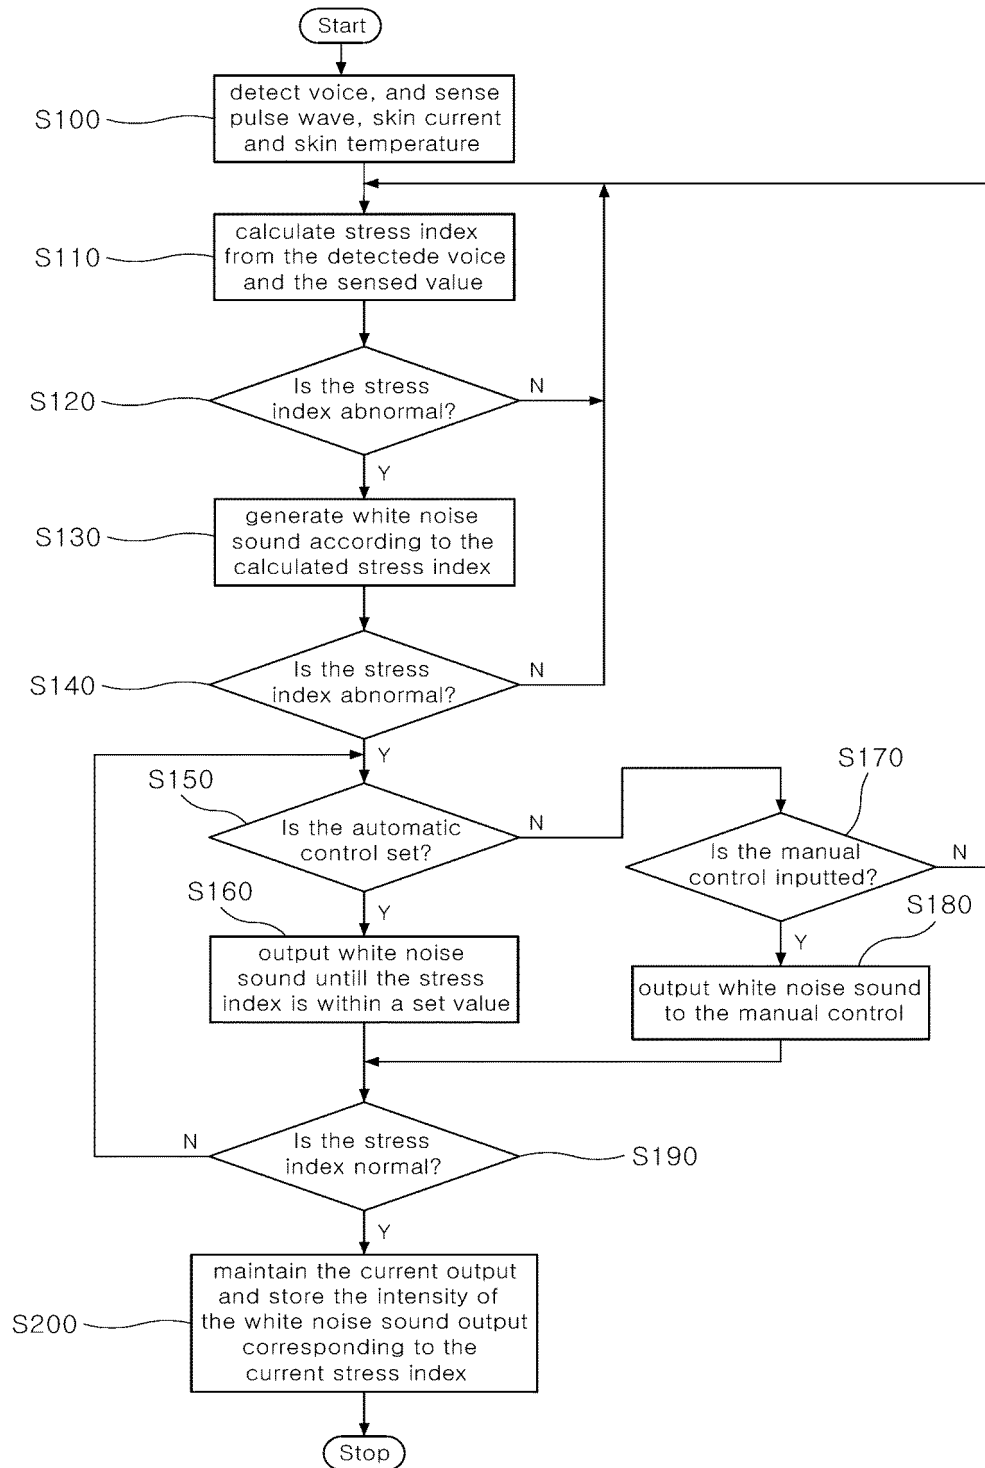 Start
S100
detect voice, and sense
pulse wave, skin current
and skin temperature
S110
calculate stress index
from the detectede voice
and the sensed value
S120
Is the stress
index abnormal?
N
Y
S130
generate white noise
sound according to the
calculated stress index
S140
Is the stress
index abnormal?
N
Y
S150
Is the automatic
control set?
N
Y
S170
Is the manual
control inputted?
N
Y
S160
output white noise
sound untill the stress
index is within a set value
S180
output white noise sound
to the manual control
S190
Is the stress
index normal?
N
Y
S200
maintain the current output
and store the intensity of
the white noise sound output
corresponding to the
current stress index
Stop